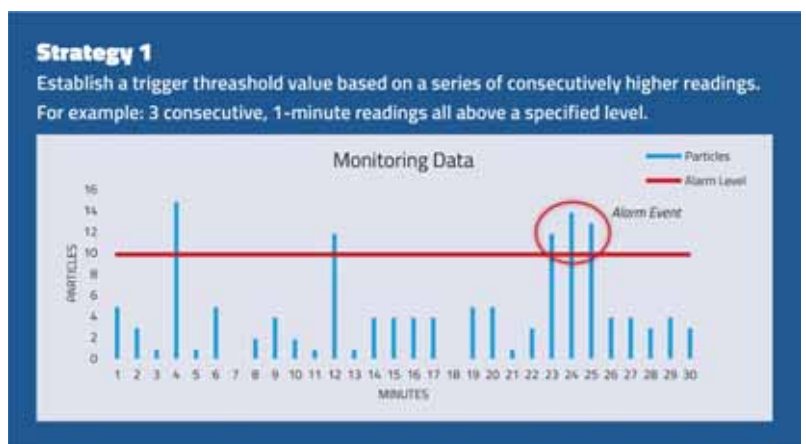 Strategy 1
Establish a trigger threashold value based on a series of consecutively higher readings.
For example: 3 consecutive, 1-minute readings all above a specified level.
Monitoring Data
Particles
Alarm Level
Alarm Event
PARTICLES
16
14
12
10
8
6
4
2
0
1 2 3 4 5 6 7 8 9 10 11 12 13 14 15 16 17 18 19 20 21 22 23 24 25 26 27 28 29 30
MINUTES